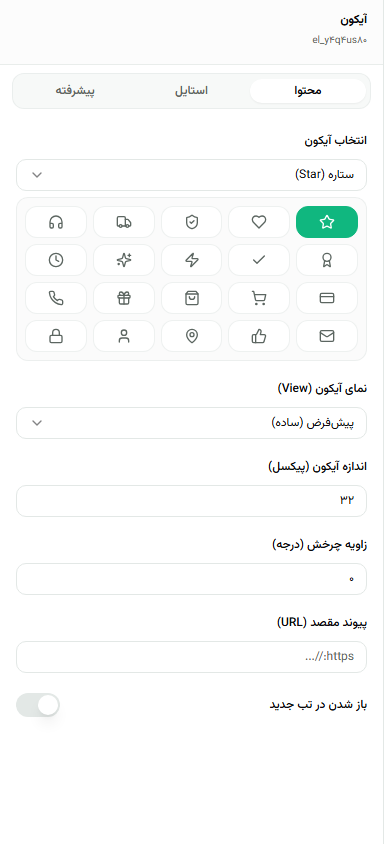 آیکون
el_y۴q۴us۸۰
محتوا
استایل
پیشرفته
انتخاب آیکون
ستاره (Star)
نمای آیکون (View)
پیش‌فرض (ساده)
اندازه آیکون (پیکسل)
۳۲
زاویه چرخش (درجه)
۰
پیوند مقصد (URL)
https://...
باز شدن در تب جدید